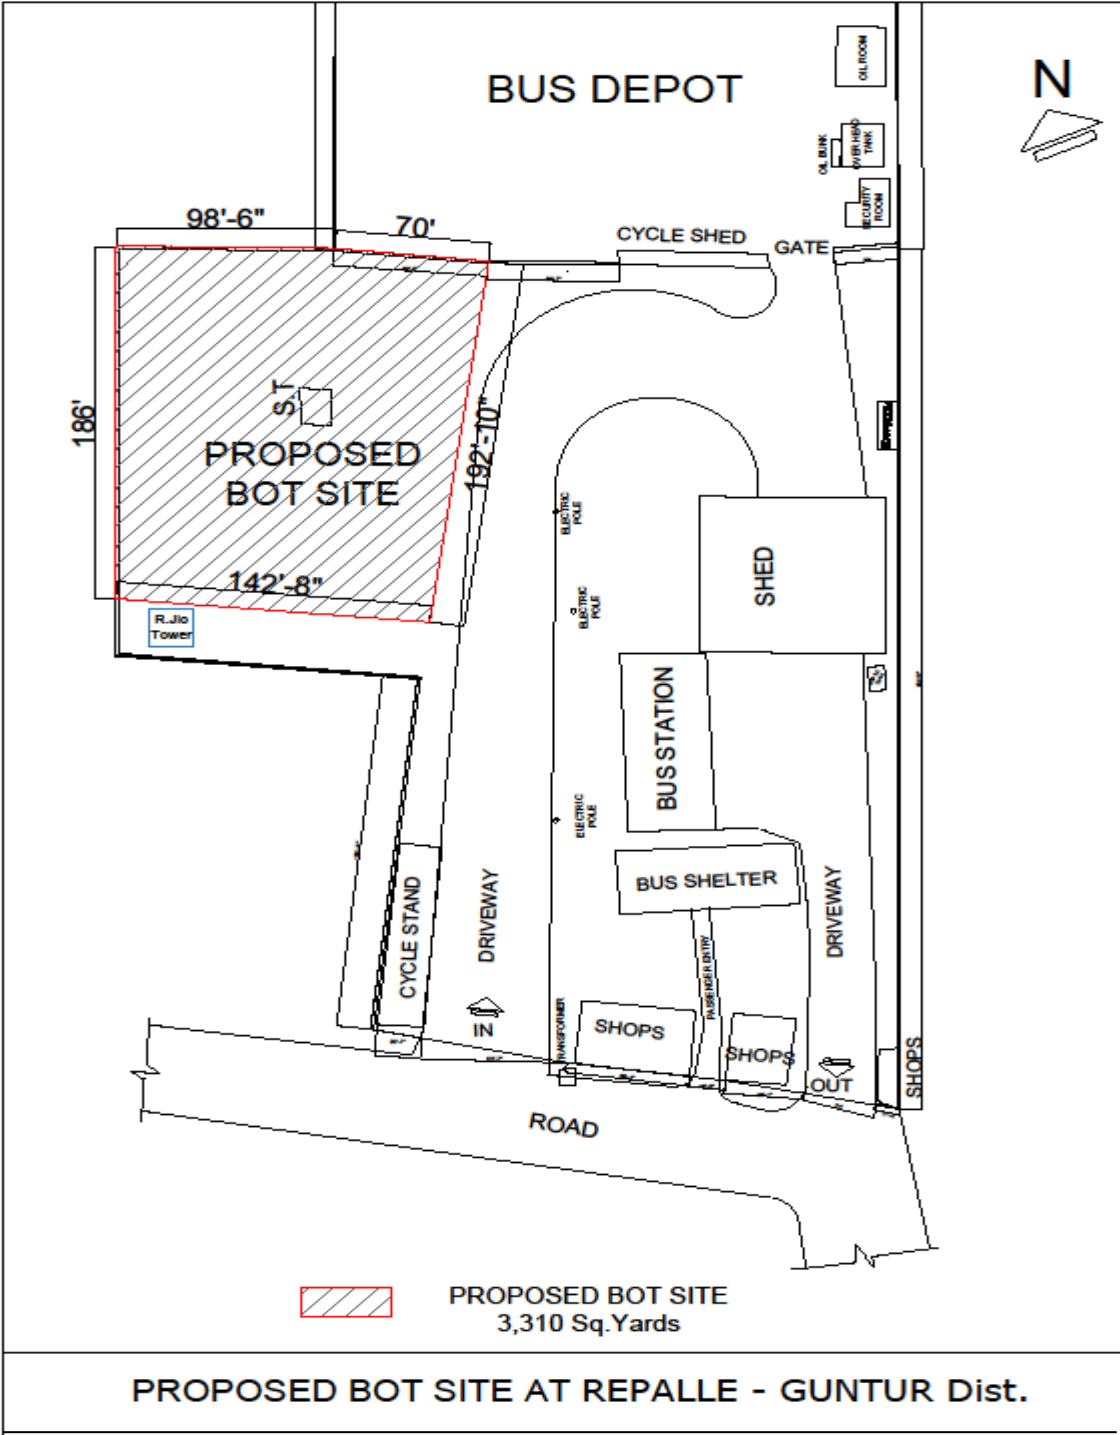 BUS DEPOT
N
OIL ROOM
OIL BUNK
OVER HEAD
TANK
SECURITY
ROOM
98'-6"
70'
CYCLE SHED
GATE
186'
S.T
192'-10"
PROPOSED
BOT SITE
142'-8"
R.Jio
Tower
ELECTRIC
POLE
ELECTRIC
POLE
SHED
BUS STATION
ELECTRIC
POLE
BUS SHELTER
CYCLE STAND
DRIVEWAY
DRIVEWAY
PASSENGER ENTRY
IN
TRANSFORMER
SHOPS
SHOPS
OUT
SHOPS
ROAD
PROPOSED BOT SITE
3,310 Sq.Yards
PROPOSED BOT SITE AT REPALLE - GUNTUR Dist.